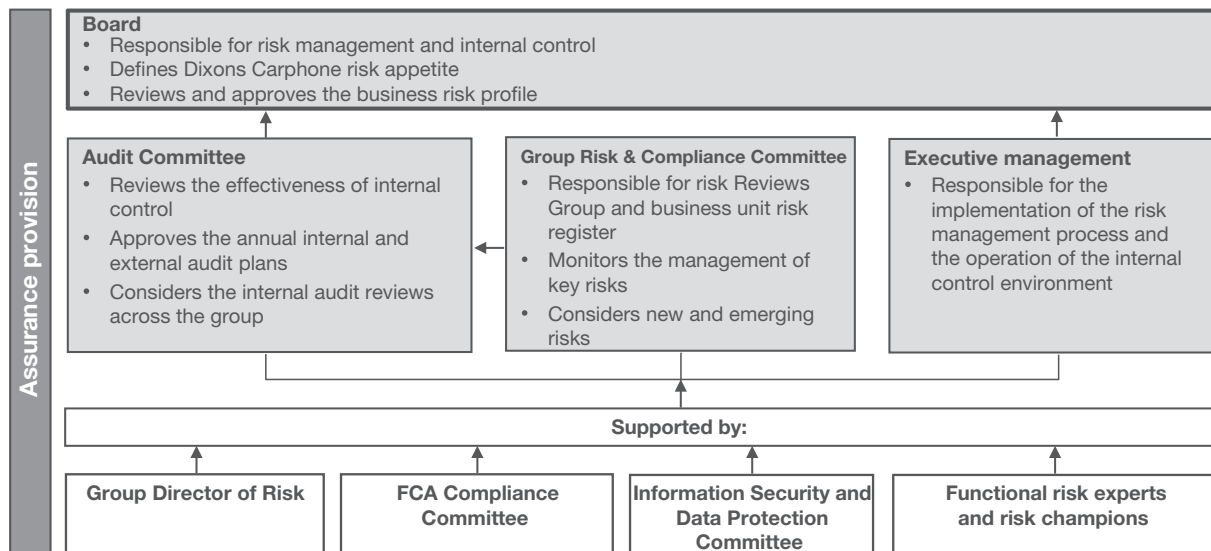 Assurance provision
Board
• Responsible for risk management and internal control
• Defines Dixons Carphone risk appetite
• Reviews and approves the business risk profile
Audit Committee
• Reviews the effectiveness of internal
control
• Approves the annual internal and
external audit plans
• Considers the internal audit reviews
across the group
Group Risk & Compliance Committee
• Responsible for risk Reviews
Group and business unit risk
register
• Monitors the management of
key risks
• Considers new and emerging
risks
Executive management
• Responsible for the
implementation of the risk
management process and
the operation of the internal
control environment
Supported by:
Group Director of Risk
FCA Compliance
Committee
Information Security and
Data Protection
Committee
Functional risk experts
and risk champions